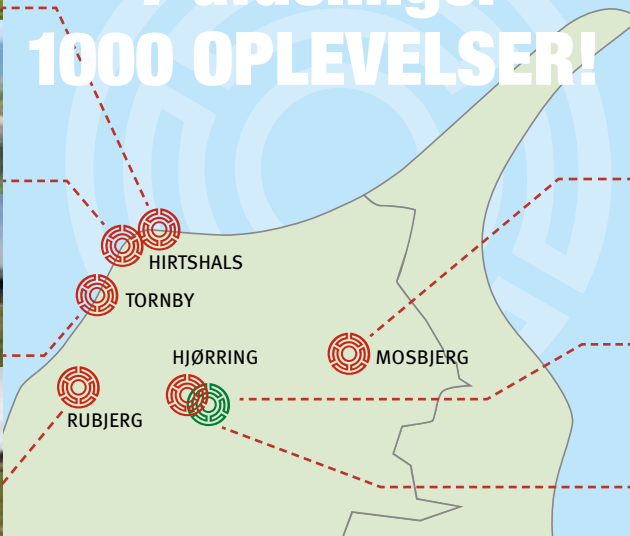 1000 OPLEVELSER!
HIRTSHALS
TORNBY
HJØRRING
MOSBJERG
RUBJERG